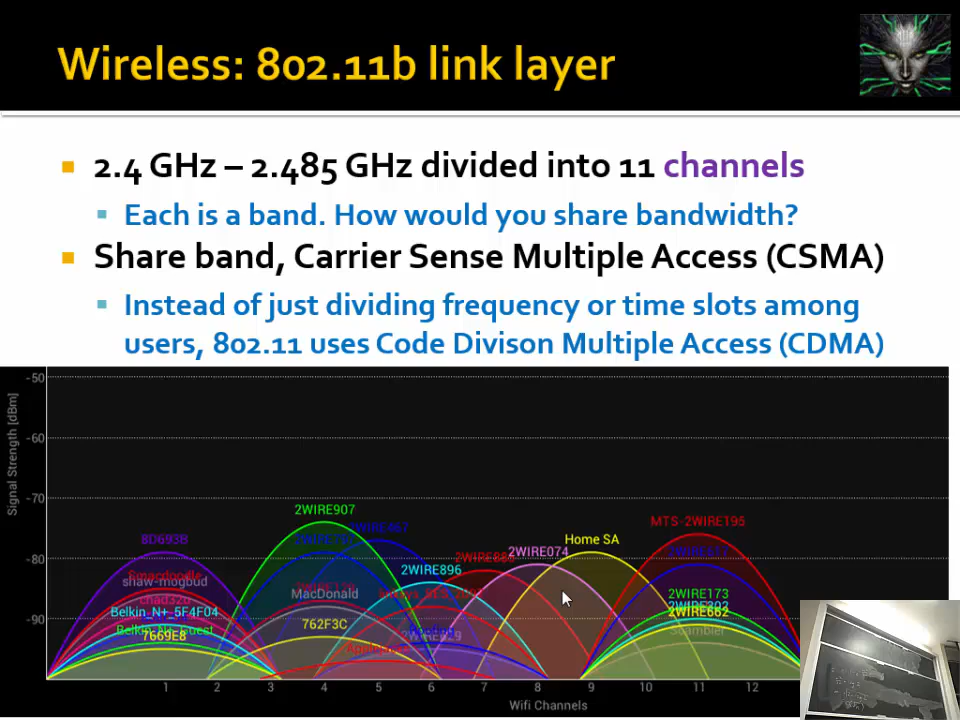 Wireless: 802.11b link layer
2.4 GHz – 2.485 GHz divided into 11 channels
Each is a band. How would you share bandwidth?
Share band, Carrier Sense Multiple Access (CSMA)
Instead of just dividing frequency or time slots among
users, 802.11 uses Code Divison Multiple Access (CDMA)
Signal Strength [dBm]
-50
-60
-70
-80
-90
2WIRE907
MTS-2WIRE195
8D693B
Home SA
2WIRE074
2WIRE896
shaw-mogbud
MacDonald
chad32
2WIRE173
Belkin_N+_5F4F04
2WIRE662
762F3C
7669E8
Scambler
1 2 3 4 5 6 7 8 9 10 11 12
Wifi Channels